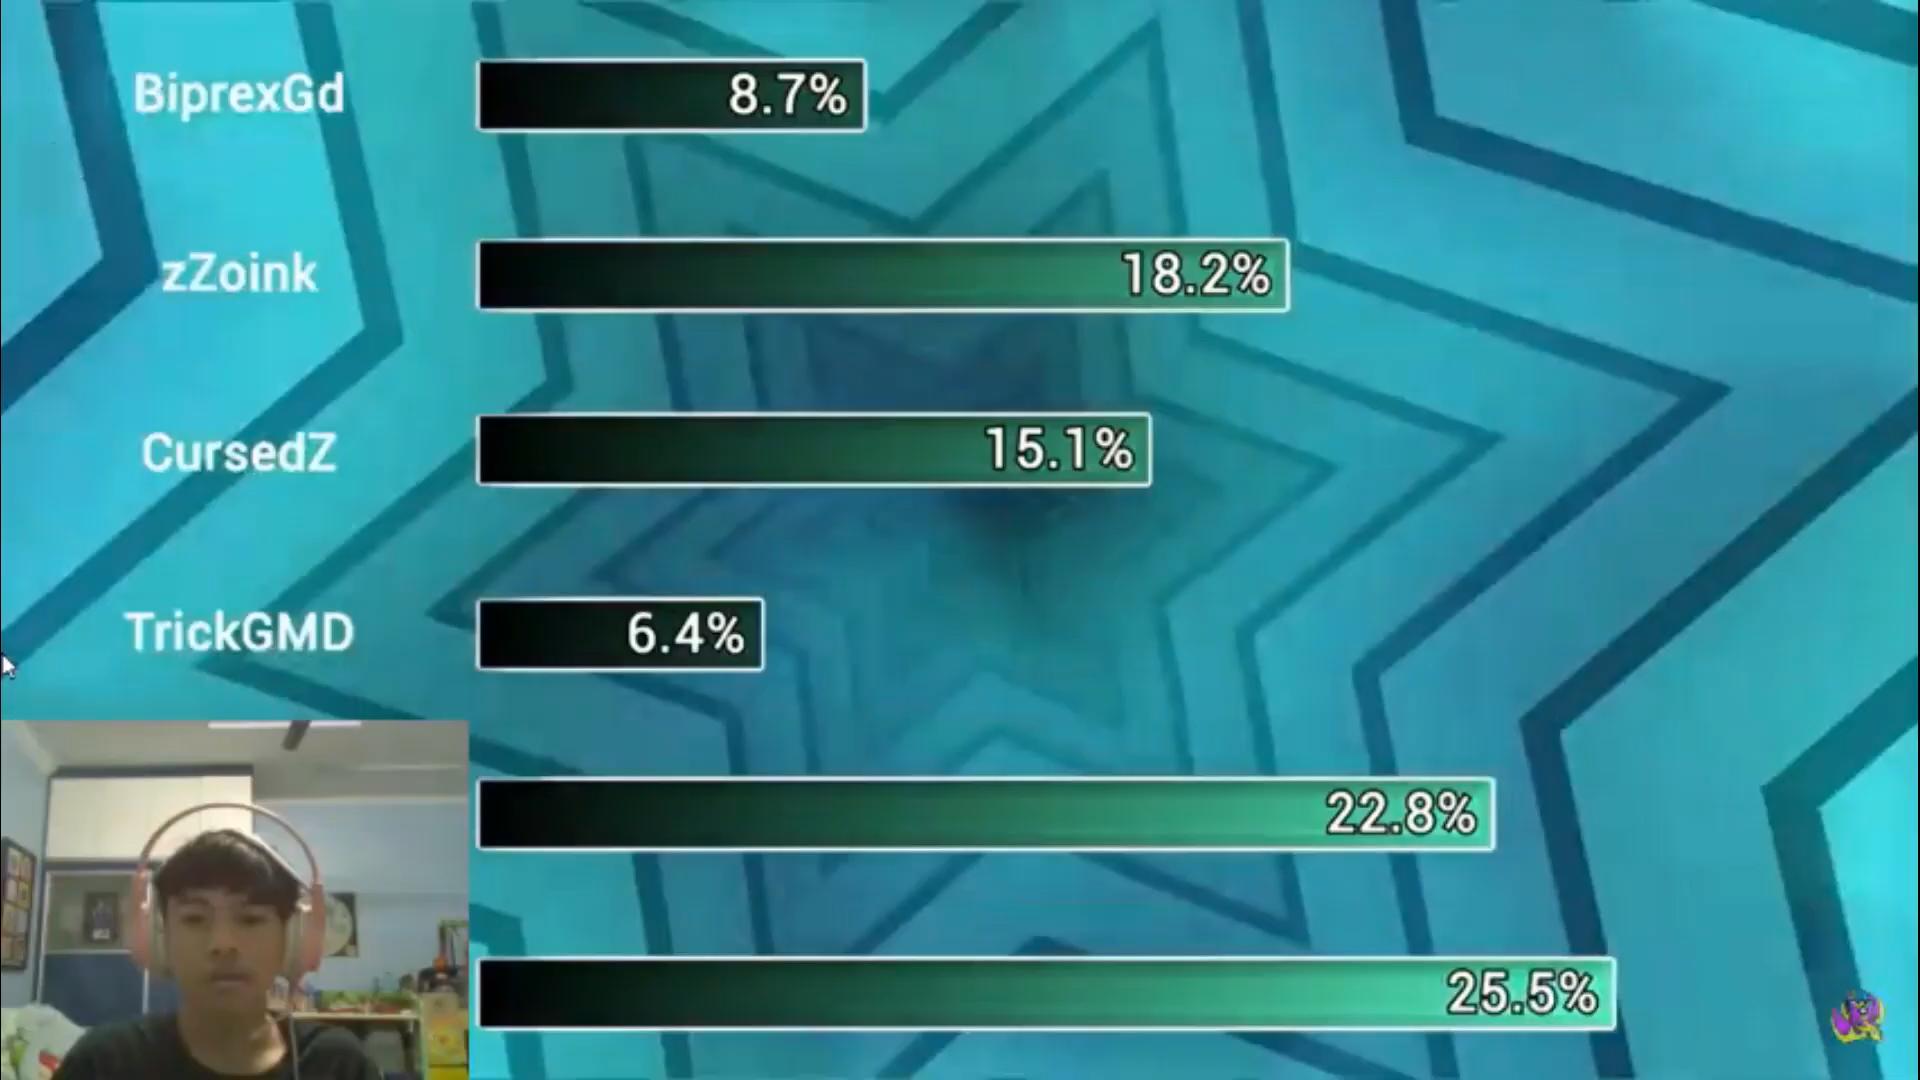 BiprexGd 8.7%
zZoink 18.2%
CursedZ 15.1%
TrickGMD 6.4%
22.8%
25.5%